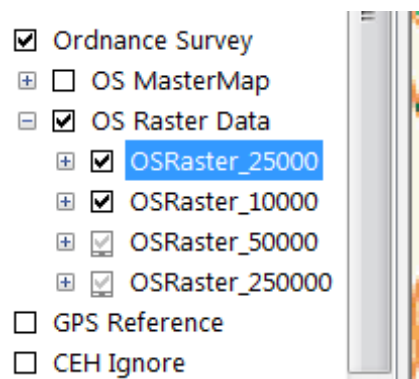 Ordnance Survey
OS MasterMap
OS Raster Data
OSRaster_25000
OSRaster_10000
OSRaster_50000
OSRaster_250000
GPS Reference
CEH Ignore